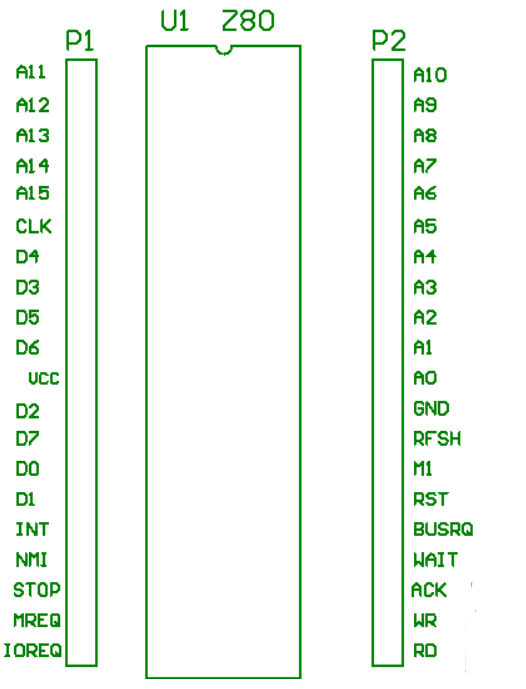 U1 Z80
P1 P2
A11 A10
A12 A9
A13 A8
A14 A7
A15 A6
CLK A5
D4 A4
D3 A3
D5 A2
D6 A1
VCC A0
D2 GND
D7 RFSH
D0 M1
D1 RST
INT BUSRQ
NMI WAIT
STOP ACK
MREQ WR
IOREQ RD